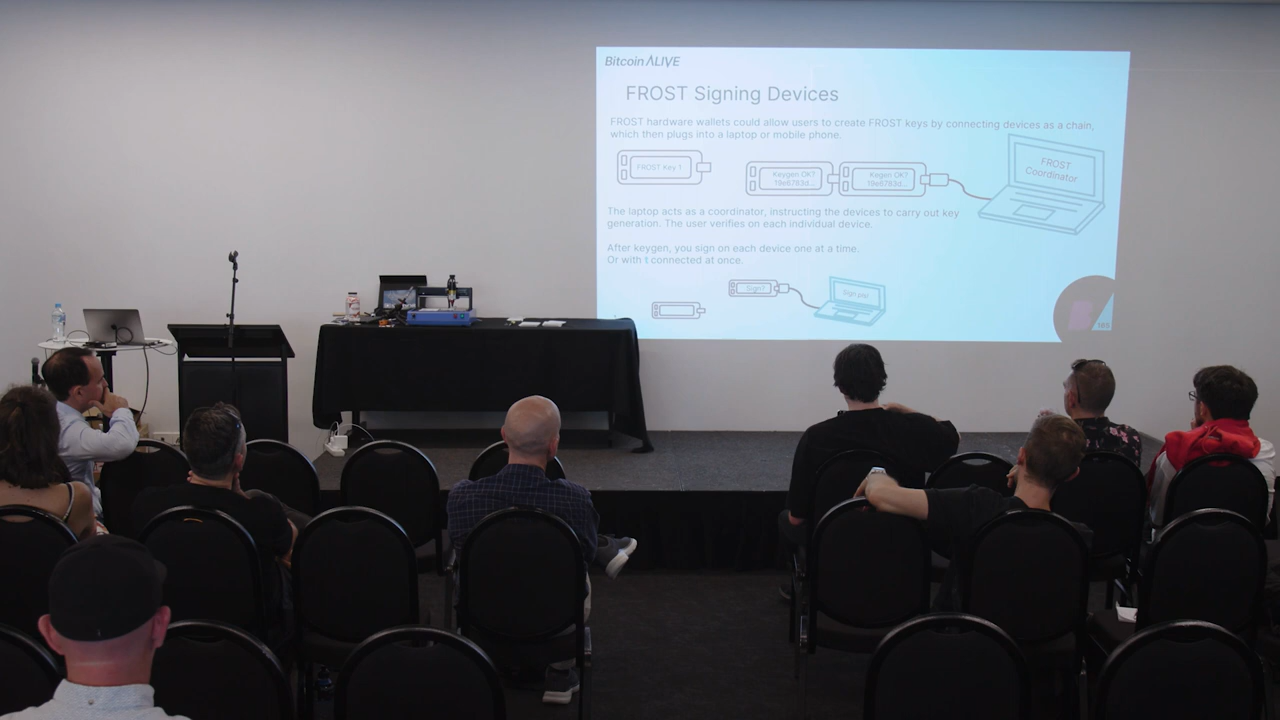 Bitcoin ALIVE
FROST Signing Devices
FROST hardware wallets could allow users to create FROST keys by connecting devices as a chain,
which then plugs into a laptop or mobile phone.
FROST Key 1
Keygen OK?
19e6783d...
Kegen OK?
19e6783d...
FROST
Coordinator
The laptop acts as a coordinator, instructing the devices to carry out key
generation. The user verifies on each individual device.
After keygen, you sign on each device one at a time.
Or with t connected at once.
Sign?